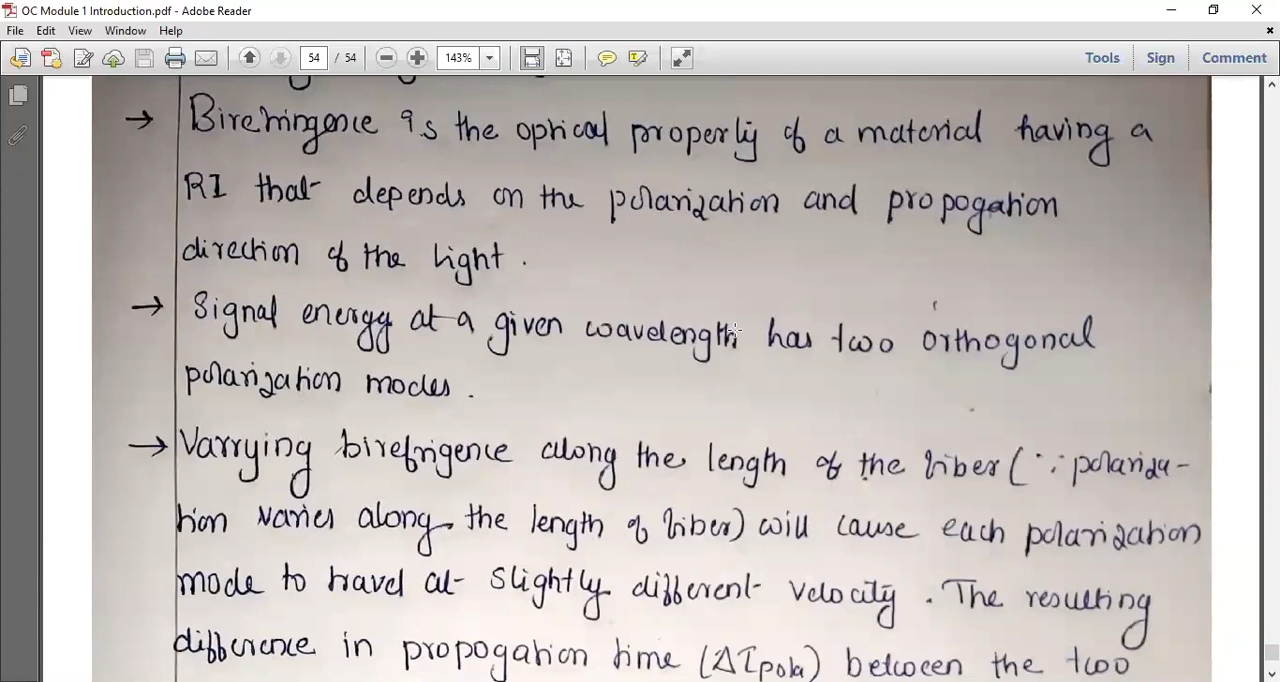 OC Module 1 Introduction.pdf - Adobe Reader
File Edit View Window Help
54 / 54 143% Tools Sign Comment
→ Birefringence is the optical property of a material having a
RI that depends on the polarization and propogation
direction of the light.
→ Signal energy at a given wavelength has two orthogonal
polarization modes.
→ Varrying birefrigence along the length of the fiber (∵ polariza-
tion varies along the length of fiber) will cause each polarization
mode to travel at slightly different velocity. The resulting
difference in propogation time (ΔTpola) between the two